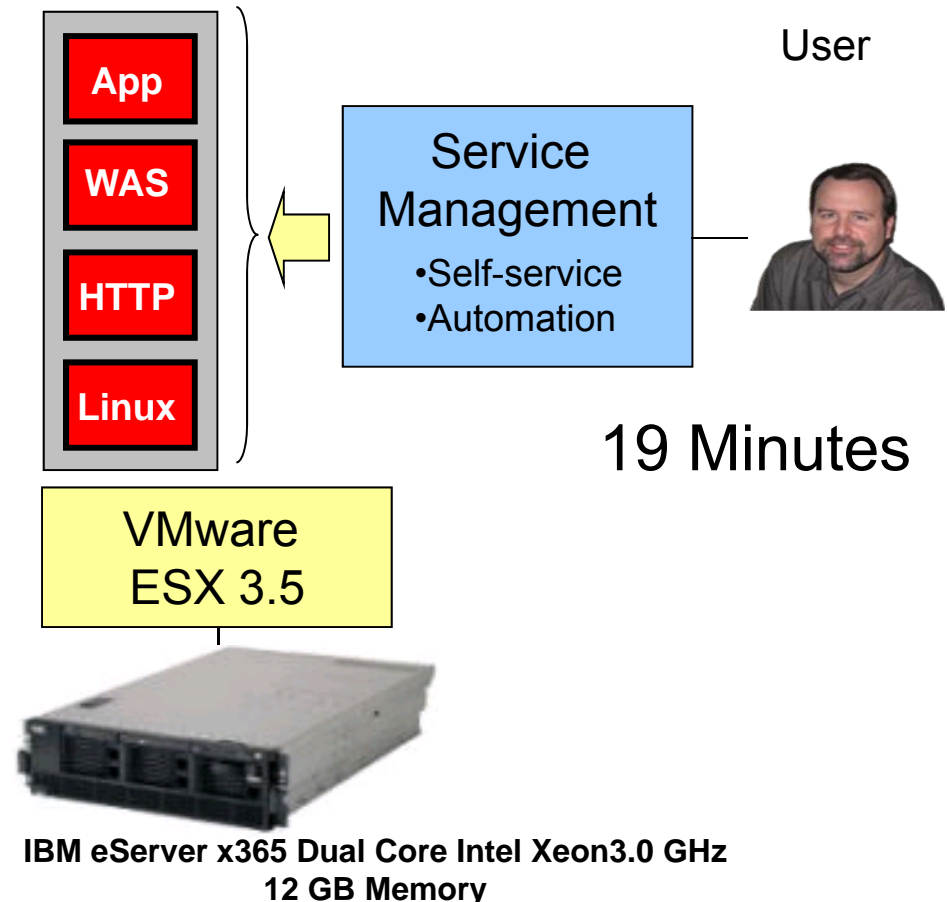 User
App
WAS
HTTP
Linux
Service
Management
•Self-service
•Automation
19 Minutes
VMware
ESX 3.5
IBM eServer x365 Dual Core Intel Xeon3.0 GHz
12 GB Memory